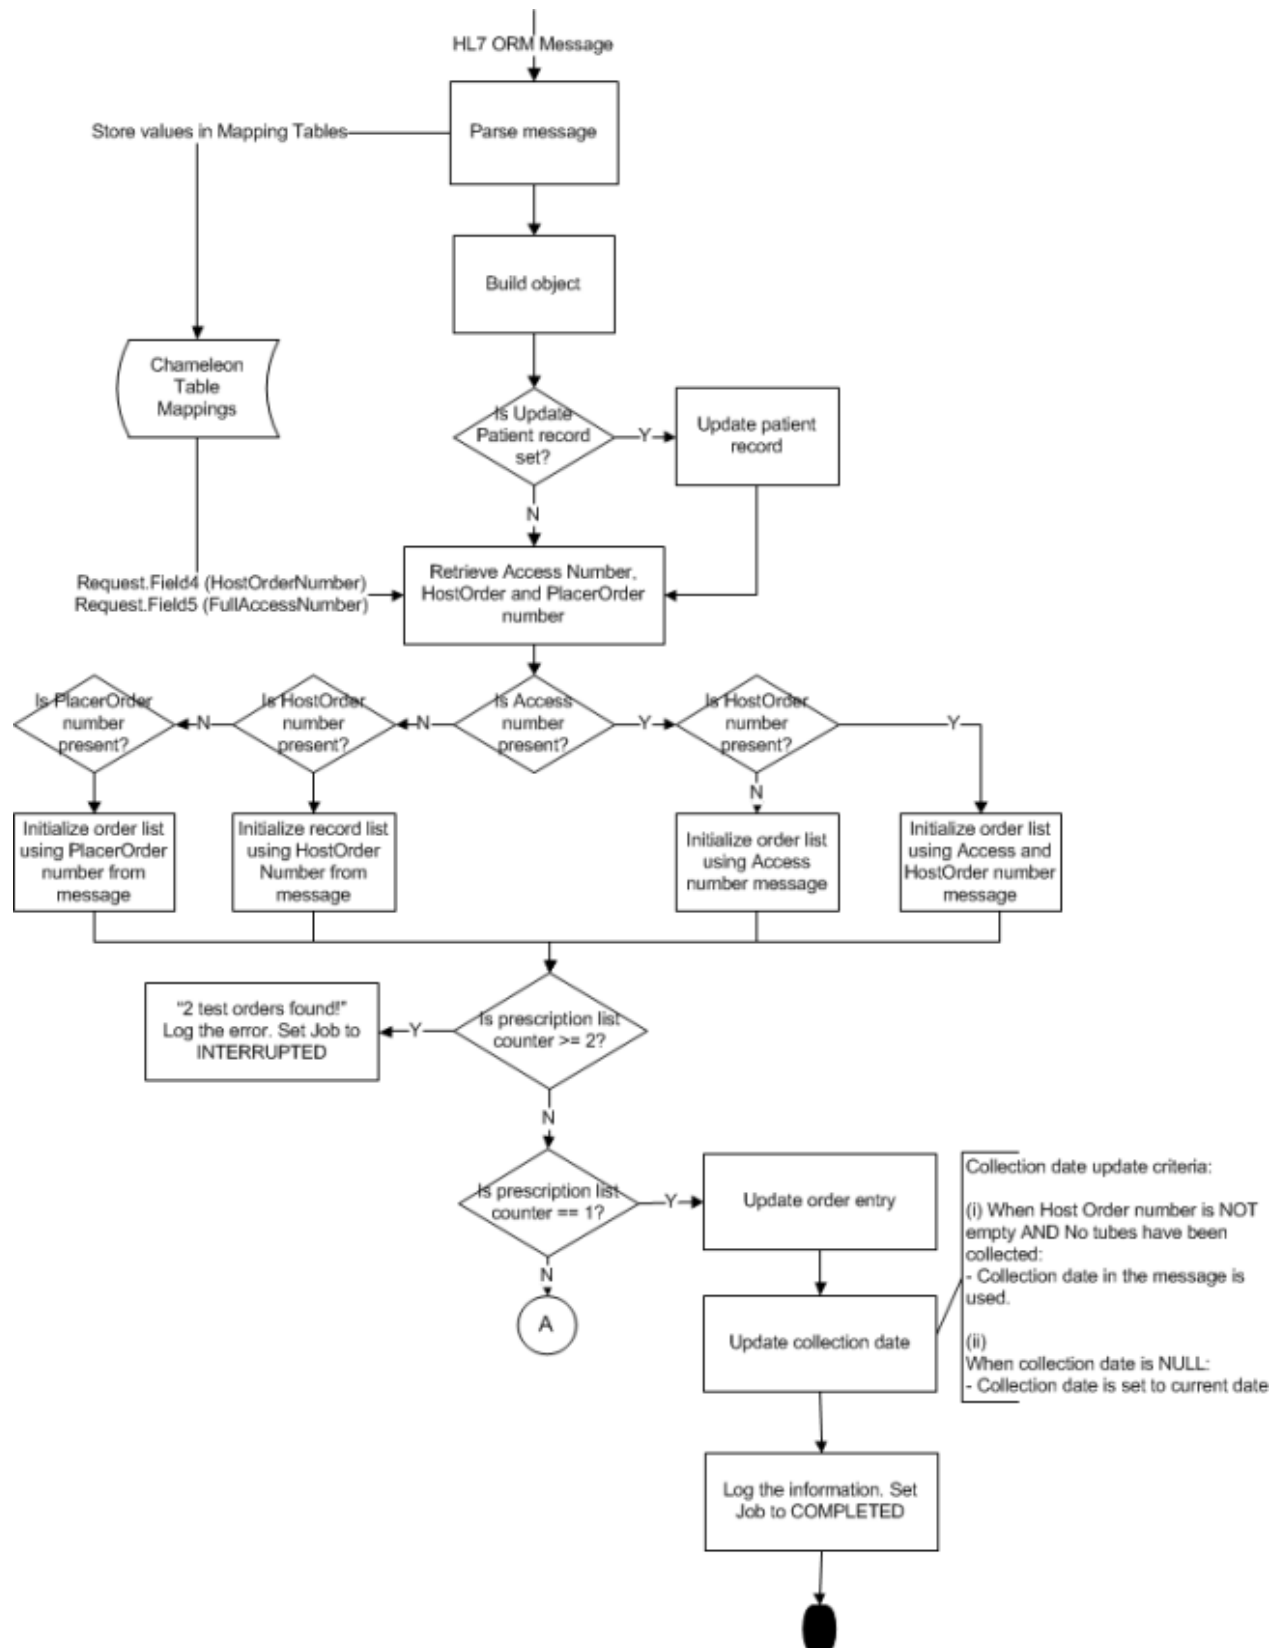 HL7 ORM Message
Store values in Mapping Tables
Parse message
Build object
Chameleon
Table
Mappings
Is Update
Patient record
set?
Y
Update patient
record
N
Request.Field4 (HostOrderNumber)
Request.Field5 (FullAccessNumber)
Retrieve Access Number,
HostOrder and PlacerOrder
number
Is PlacerOrder
number
present?
N
Is HostOrder
number
present?
N
Is Access
number
present?
Y
Is HostOrder
number
present?
Y
N
Initialize order list
using PlacerOrder
number from
message
Initialize record list
using HostOrder
Number from
message
Initialize order list
using Access
number message
Initialize order list
using Access and
HostOrder number
message
"2 test orders found!"
Log the error. Set Job to
INTERRUPTED
Y
Is prescription list
counter >= 2?
N
Is prescription list
counter == 1?
Y
Update order entry
N
A
Update collection date
Collection date update criteria:
(i) When Host Order number is NOT
empty AND No tubes have been
collected:
- Collection date in the message is
used.
(ii)
When collection date is NULL:
- Collection date is set to current date
Log the information. Set
Job to COMPLETED